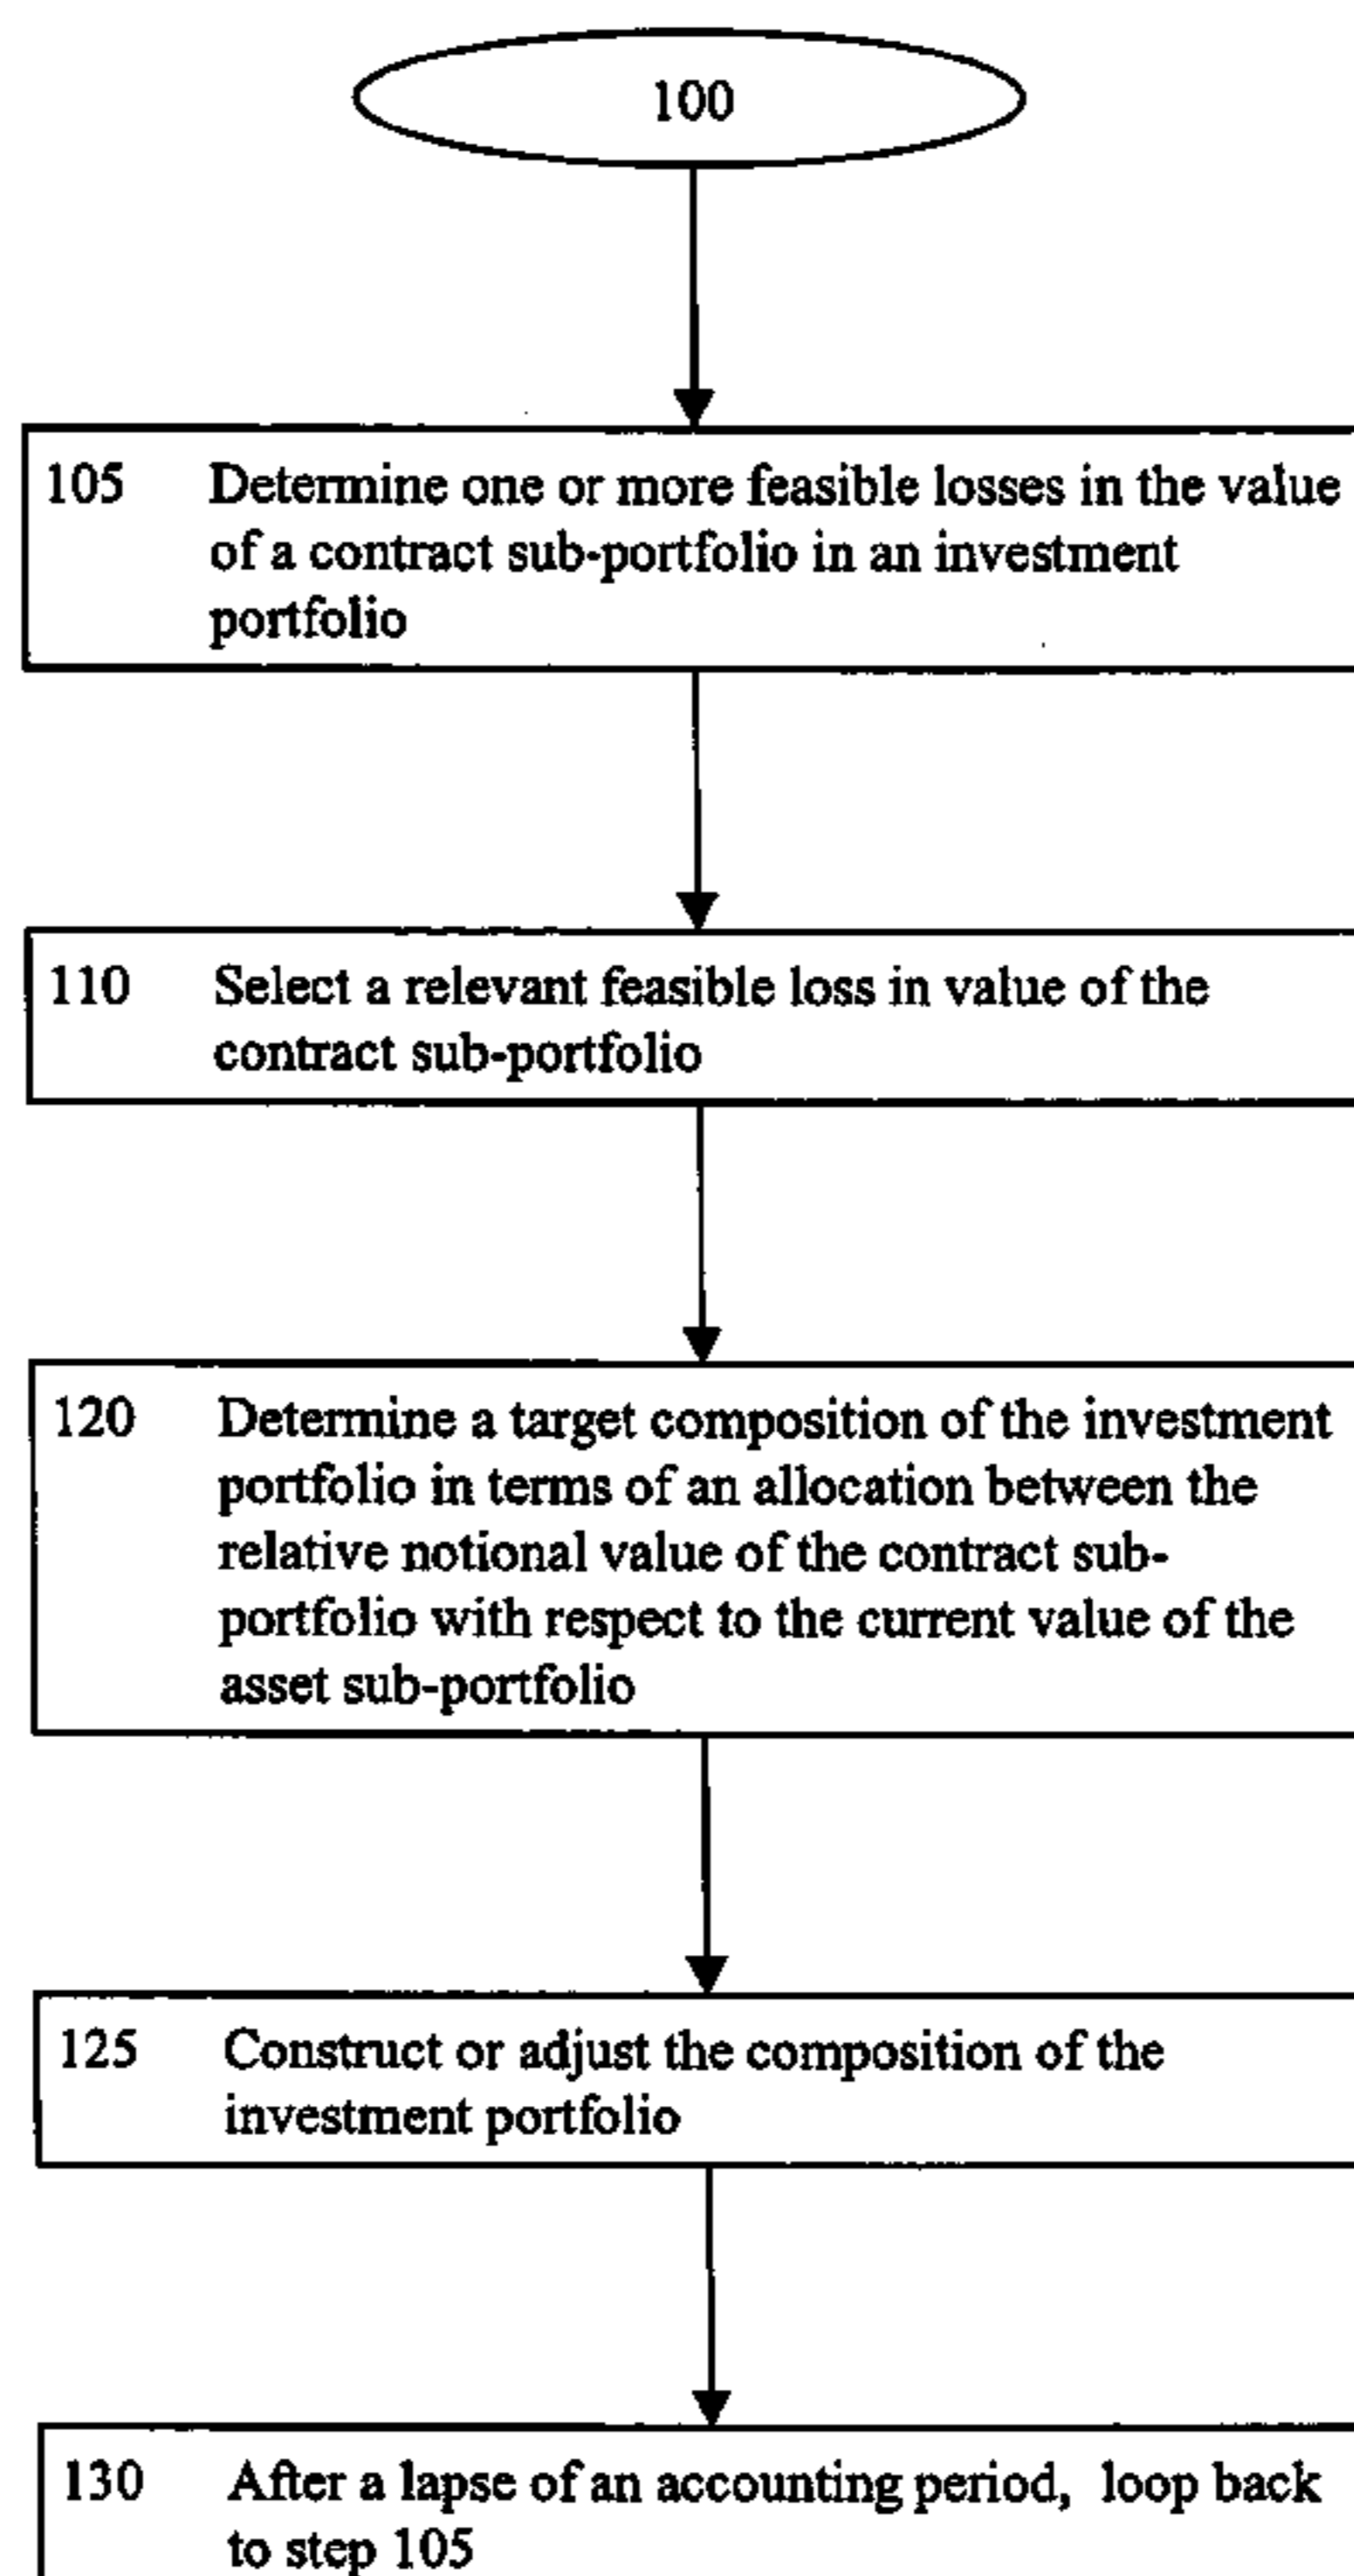 100
105 Determine one or more feasible losses in the value
of a contract sub-portfolio in an investment
portfolio
110 Select a relevant feasible loss in value of the
contract sub-portfolio
120 Determine a target composition of the investment
portfolio in terms of an allocation between the
relative notional value of the contract sub-
portfolio with respect to the current value of the
asset sub-portfolio
125 Construct or adjust the composition of the
investment portfolio
130 After a lapse of an accounting period, loop back
to step 105